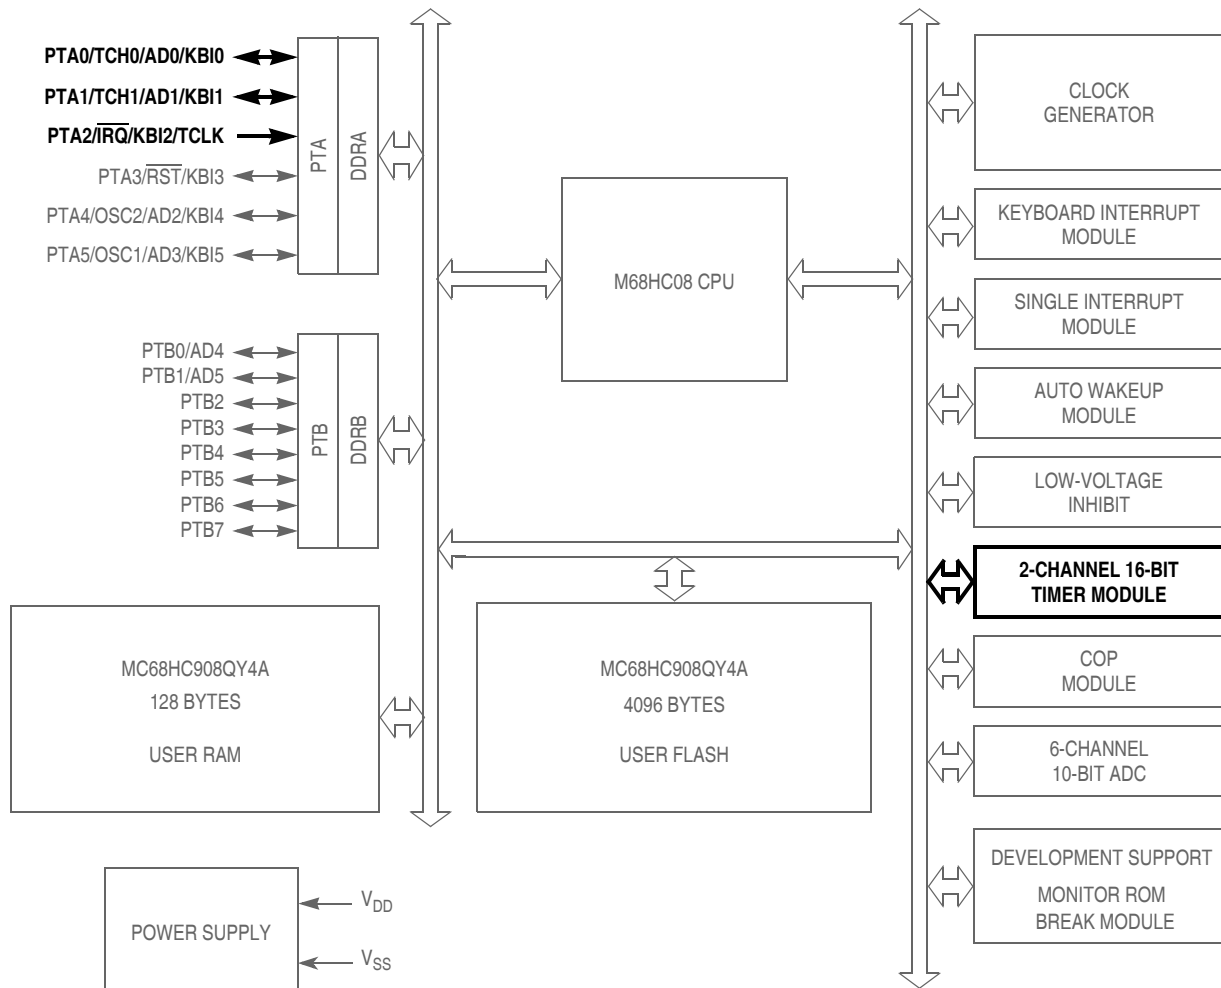 PTA0/TCH0/AD0/KBI0
PTA1/TCH1/AD1/KBI1
PTA2/IRQ/KBI2/TCLK
PTA3/RST/KBI3
PTA4/OSC2/AD2/KBI4
PTA5/OSC1/AD3/KBI5
PTA
DDRA
PTB0/AD4
PTB1/AD5
PTB2
PTB3
PTB4
PTB5
PTB6
PTB7
PTB
DDRB
M68HC08 CPU
MC68HC908QY4A
128 BYTES
USER RAM
MC68HC908QY4A
4096 BYTES
USER FLASH
POWER SUPPLY
VDD
VSS
CLOCK
GENERATOR
KEYBOARD INTERRUPT
MODULE
SINGLE INTERRUPT
MODULE
AUTO WAKEUP
MODULE
LOW-VOLTAGE
INHIBIT
2-CHANNEL 16-BIT
TIMER MODULE
COP
MODULE
6-CHANNEL
10-BIT ADC
DEVELOPMENT SUPPORT
MONITOR ROM
BREAK MODULE